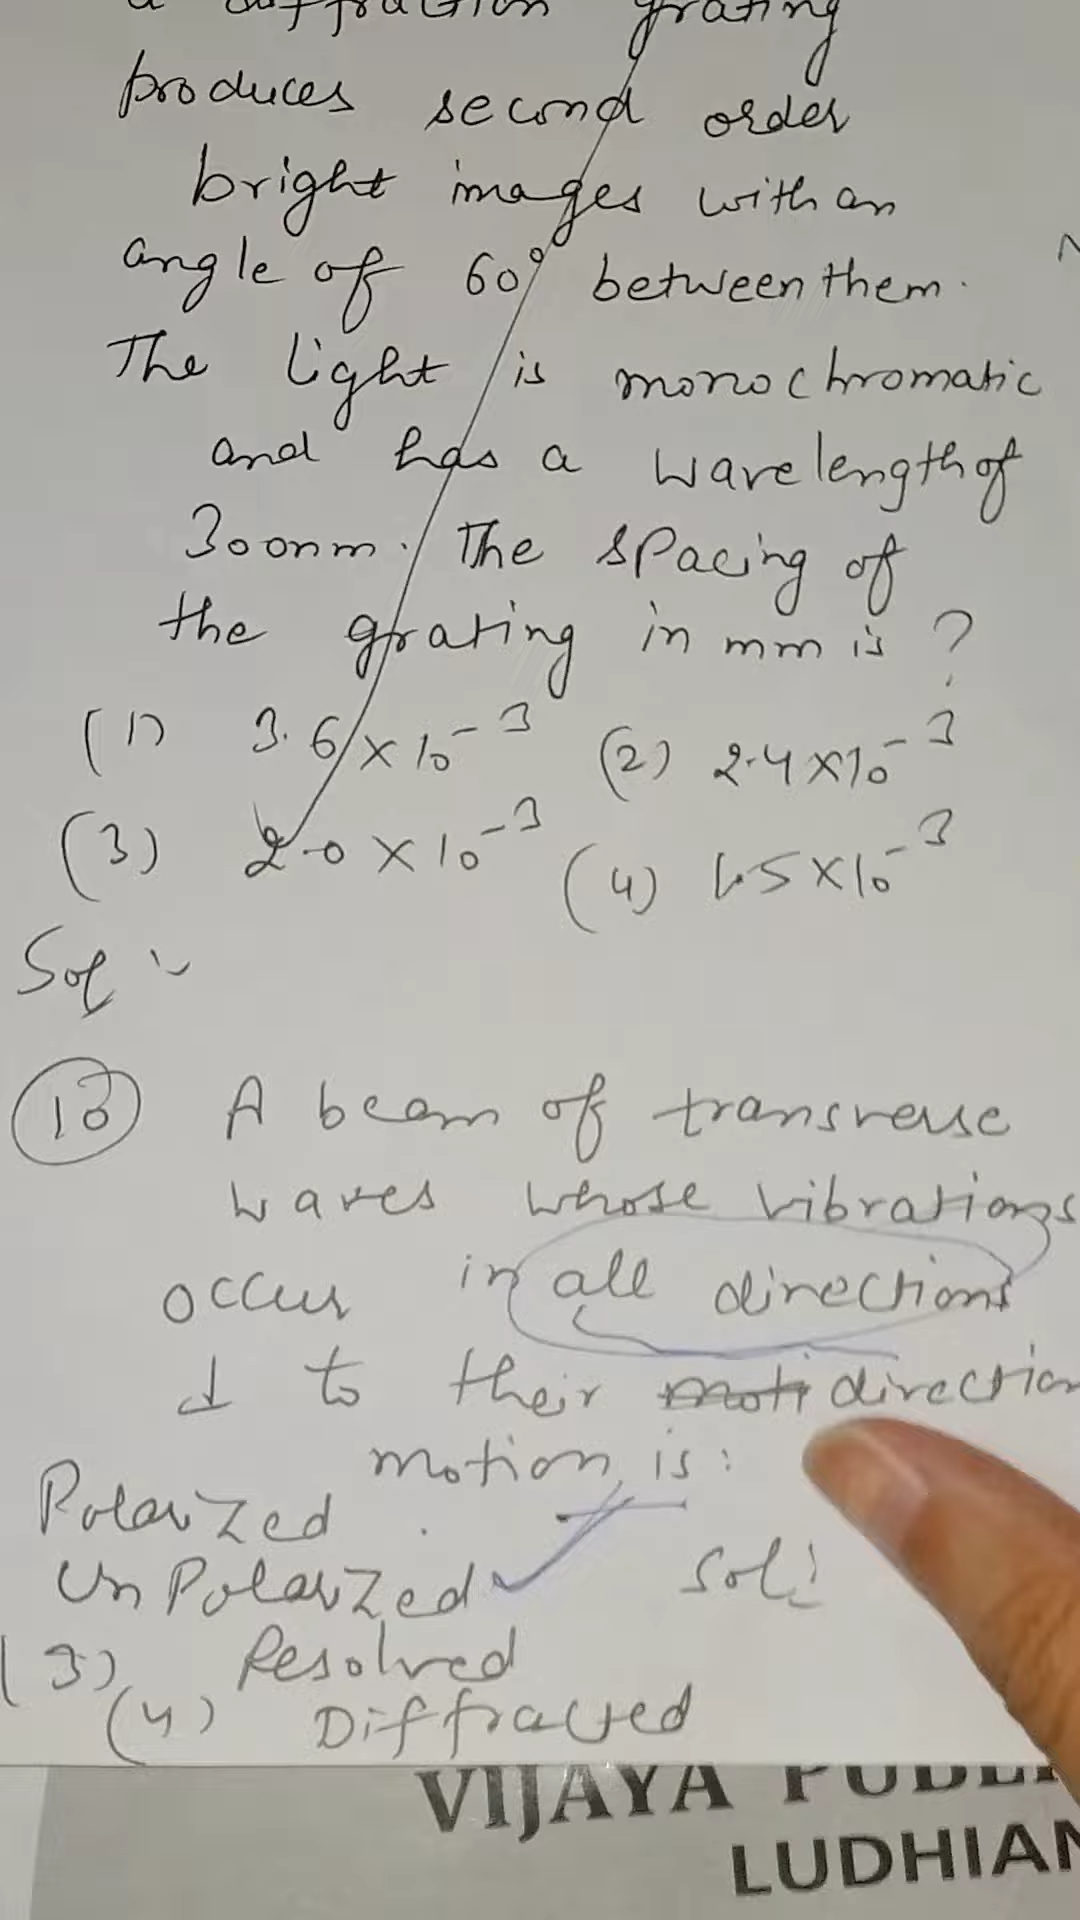 a diffraction grating
produces second order
bright images with an
angle of 60° between them.
The light is monochromatic
and has a wavelength of
300nm. The spacing of
the grating in mm is ?
(1) 3.6 × 10⁻³ (2) 2.4 × 10⁻³
(3) 2.0 × 10⁻³ (4) 1.5 × 10⁻³
Sol :-
(10) A beam of transverse
waves whose vibrations
occur in all directions
⊥ to their direction
motion is :
Polarized
UnPolarized ✓ Sol:
(3) Resolved
(4) Diffracted
VIJAYA
LUDHIAN